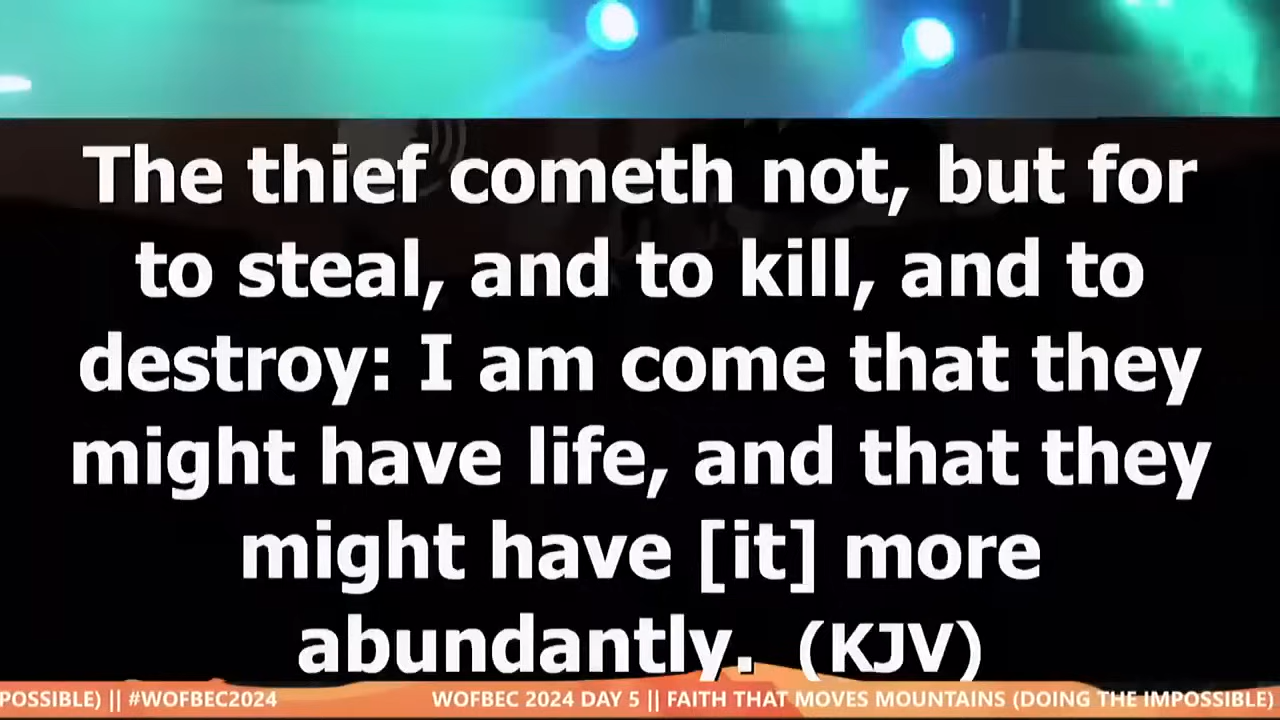 The thief cometh not, but for
to steal, and to kill, and to
destroy: I am come that they
might have life, and that they
might have [it] more
abundantly. (KJV)
POSSIBLE) || #WOFBEC2024 WOFBEC 2024 DAY 5 || FAITH THAT MOVES MOUNTAINS (DOING THE IMPOSSIBLE)